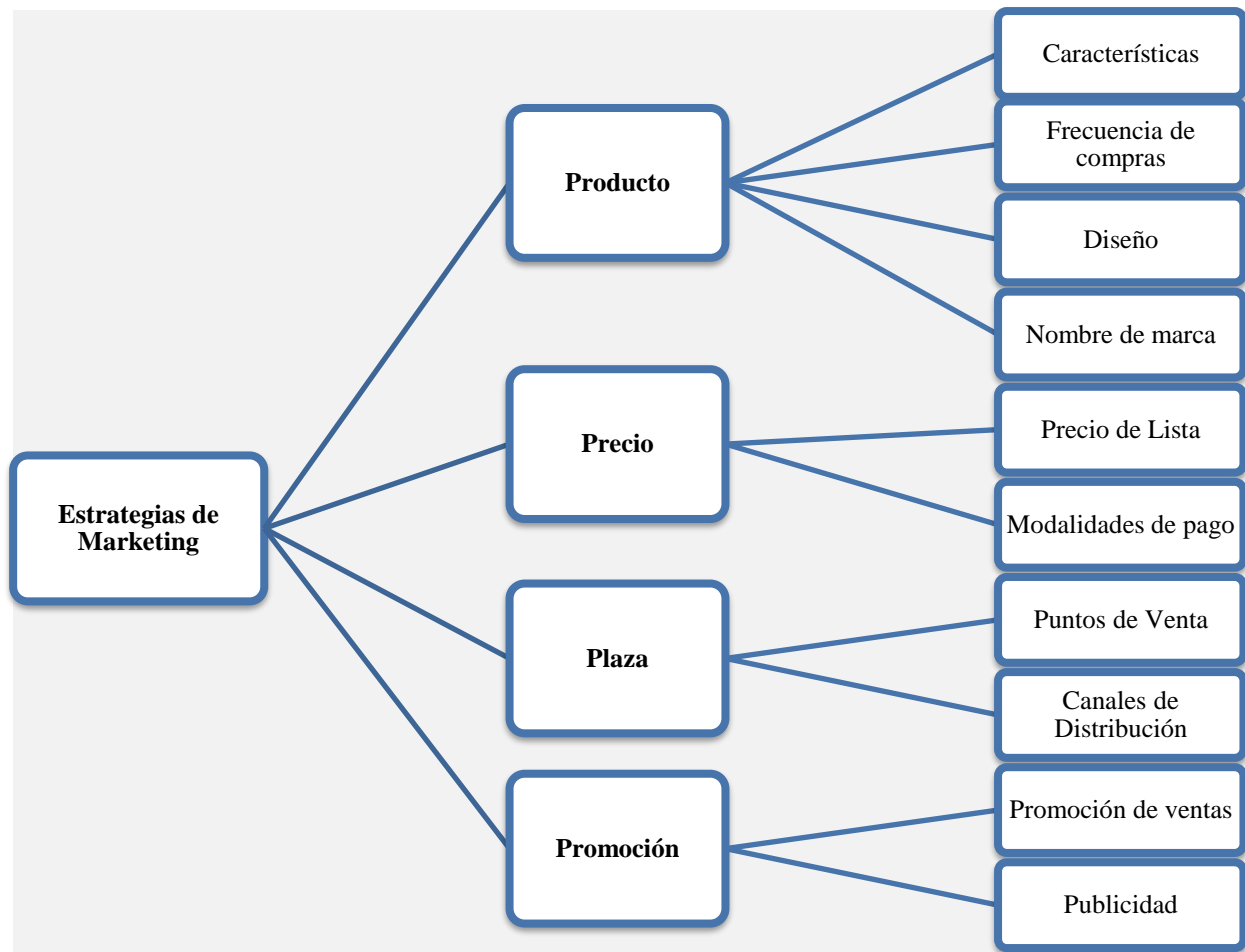 Estrategias de
Marketing
Producto
Característícas
Frecuencia de
compras
Diseño
Nombre de marca
Precio
Precio de Lista
Modalidades de pago
Plaza
Puntos de Venta
Canales de
Distribución
Promoción
Promoción de ventas
Publicidad